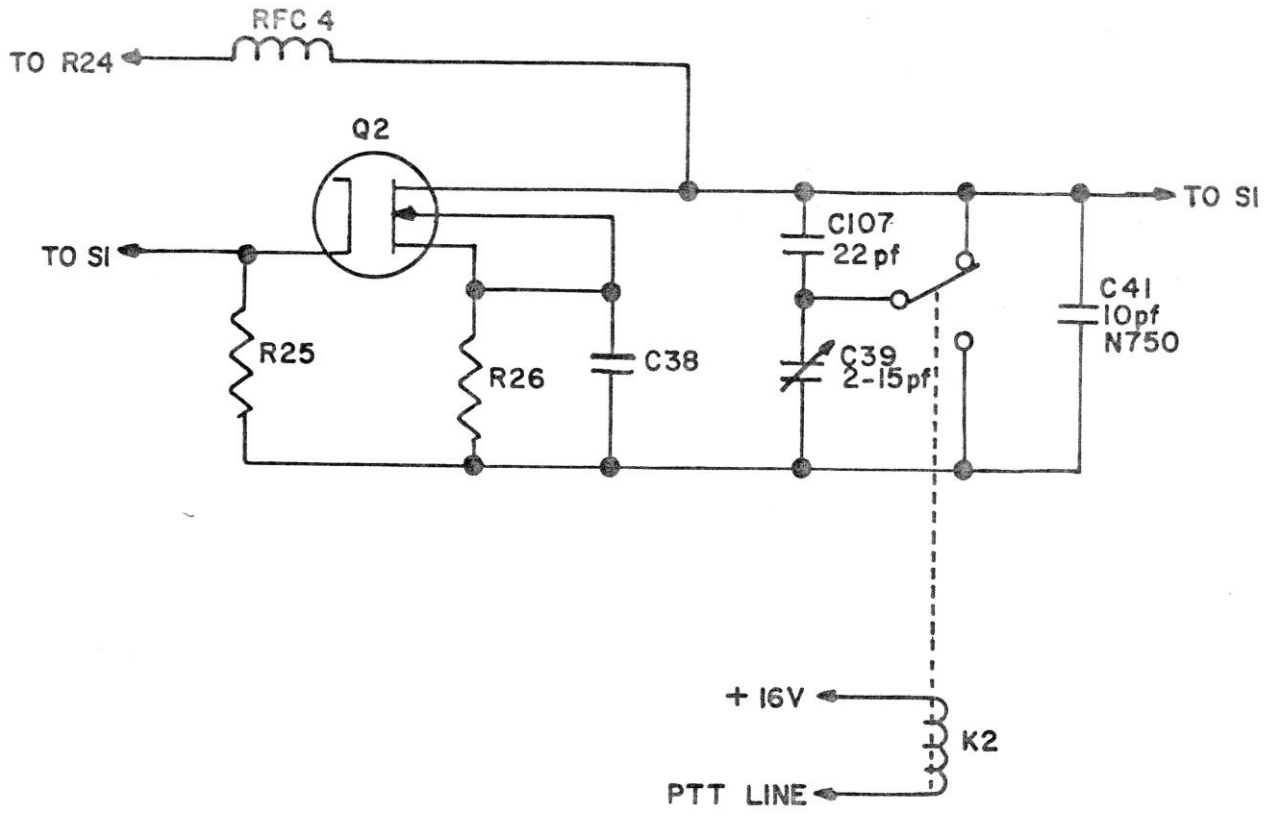 RFC 4
TO R24
Q2
TO S1
TO S1
C107
22 pf
R25
R26
C38
C39
2-15pf
C41
10pf
N750
+ 16V
K2
PTT LINE